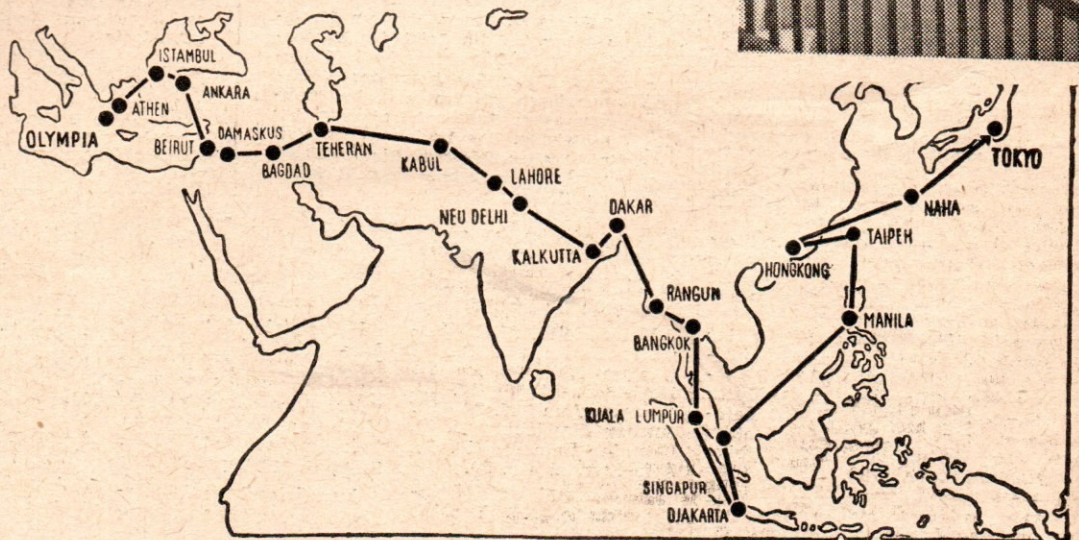 ISTAMBUL
ANKARA
ATHEN
OLYMPIA
BEIRUT
DAMASKUS
BAGDAD
TEHERAN
KABUL
LAHORE
NEU DELHI
KALKUTTA
DAKAR
RANGUN
BANGKOK
KUALA LUMPUR
SINGAPUR
DJAKARTA
MANILA
TAIPEH
HONGKONG
NAHA
TOKYO